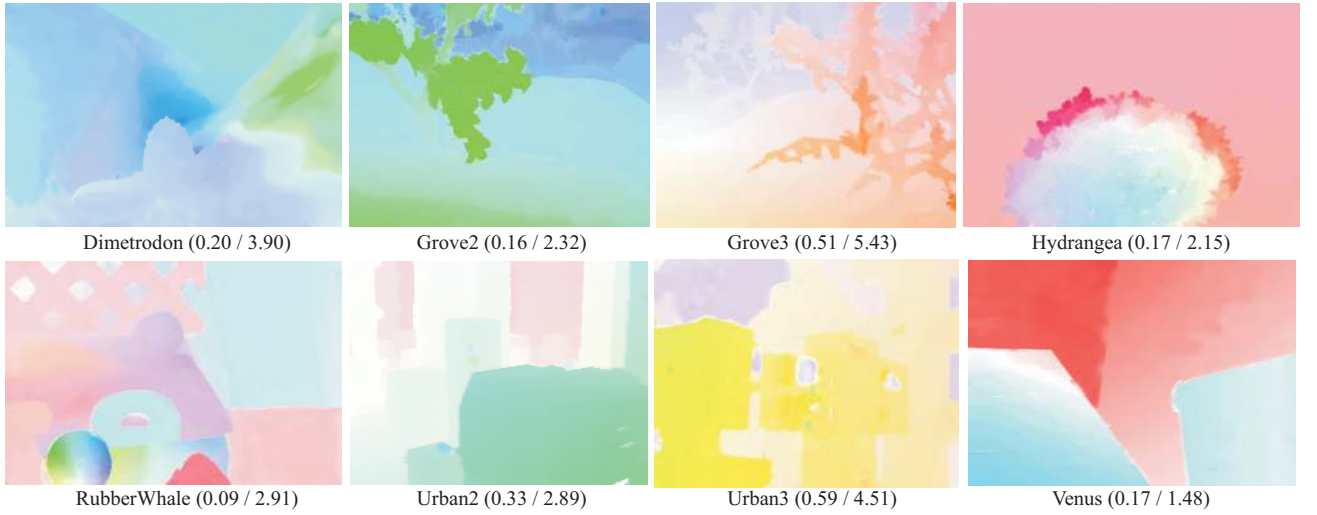 Dimetrodon (0.20 / 3.90)
Grove2 (0.16 / 2.32)
Grove3 (0.51 / 5.43)
Hydrangea (0.17 / 2.15)
RubberWhale (0.09 / 2.91)
Urban2 (0.33 / 2.89)
Urban3 (0.59 / 4.51)
Venus (0.17 / 1.48)